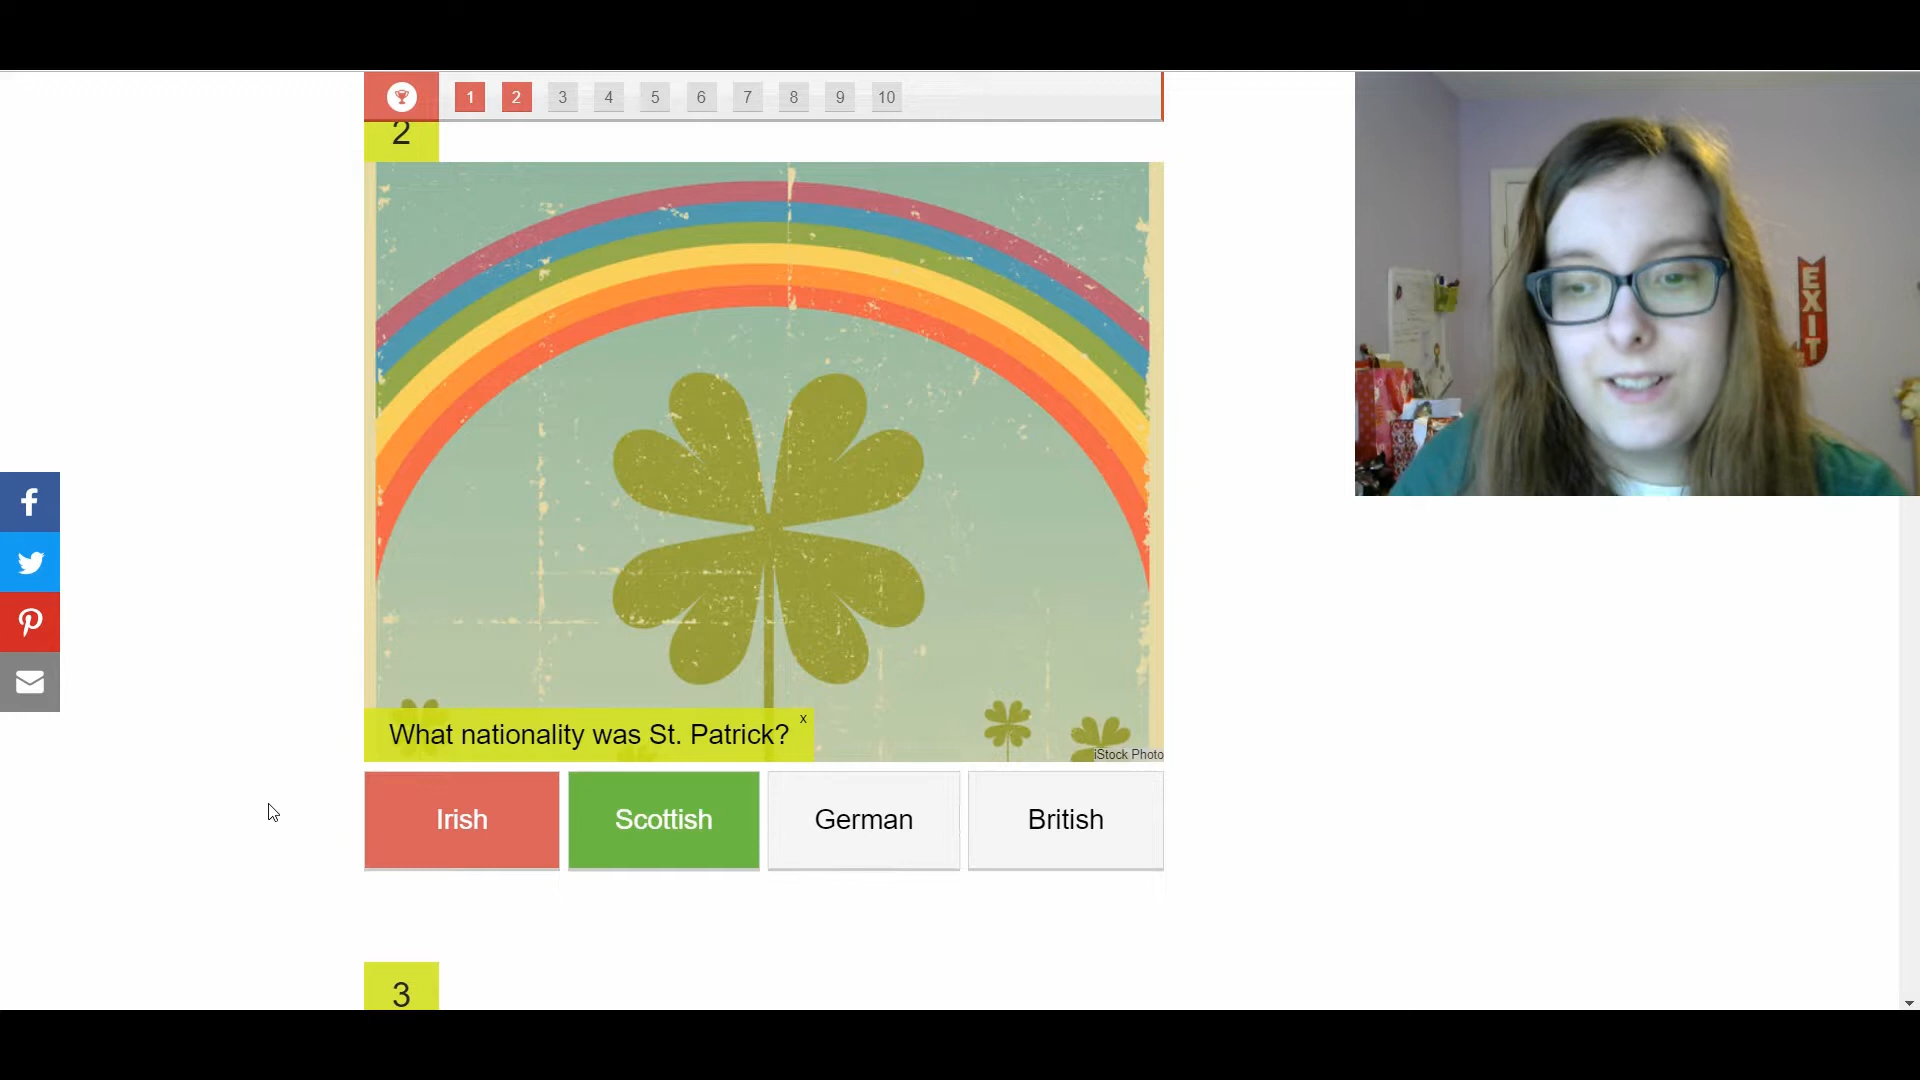 1 2 3 4 5 6 7 8 9 10
2
EXIT
f
What nationality was St. Patrick? x
iStock Photo
Irish Scottish German British
3